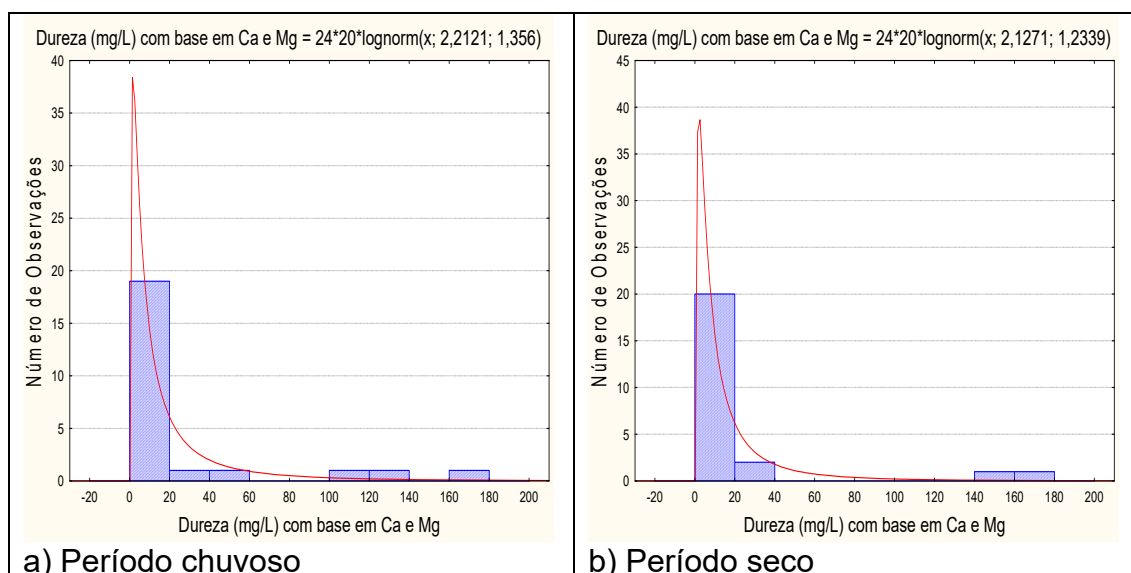 Dureza (mg/L) com base em Ca e Mg = 24*20*lognorm(x; 2,2121; 1,356)
40
35
30
25
20
15
10
5
0
Número de Observações
-20 0 20 40 60 80 100 120 140 160 180 200
Dureza (mg/L) com base em Ca e Mg
a) Período chuvoso
Dureza (mg/L) com base em Ca e Mg = 24*20*lognorm(x; 2,1271; 1,2339)
45
40
35
30
25
20
15
10
5
0
Número de Observações
-20 0 20 40 60 80 100 120 140 160 180 200
Dureza (mg/L) com base em Ca e Mg
b) Período seco